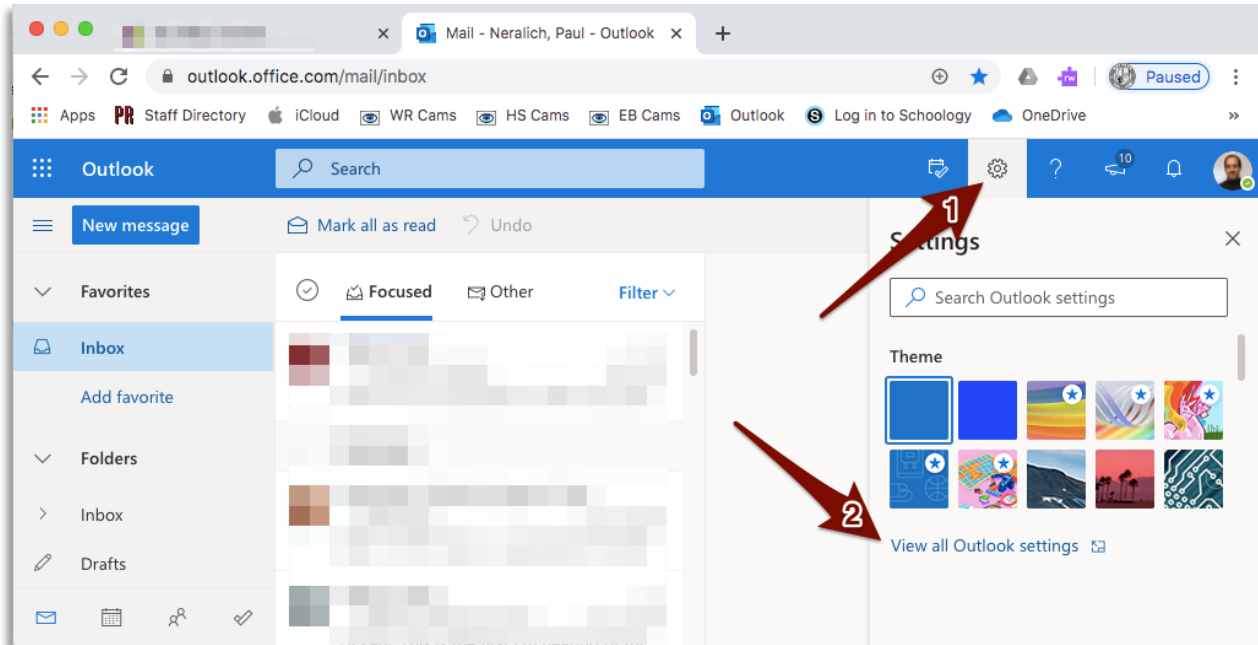 Mail - Neralich, Paul - Outlook
outlook.office.com/mail/inbox
Paused
Apps
PR Staff Directory
iCloud
WR Cams
HS Cams
EB Cams
Outlook
S Log in to Schoology
OneDrive
Outlook
Search
10
1
New message
Mark all as read
Undo
Settings
Favorites
Focused
Other
Filter
Search Outlook settings
Inbox
Theme
Add favorite
Folders
2
Inbox
View all Outlook settings
Drafts